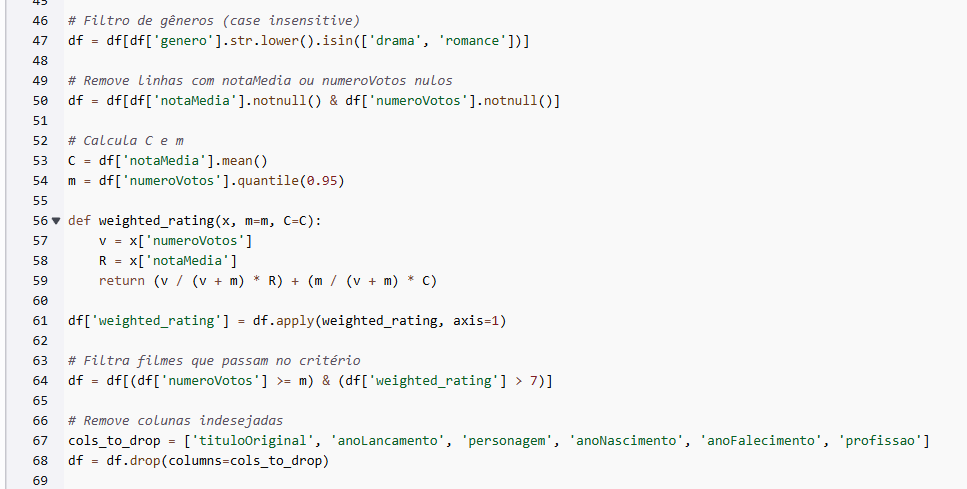 45
46 # Filtro de gêneros (case insensitive)
47 df = df[df['genero'].str.lower().isin(['drama', 'romance'])]
48
49 # Remove linhas com notaMedia ou numeroVotos nulos
50 df = df[df['notaMedia'].notnull() & df['numeroVotos'].notnull()]
51
52 # Calcula C e m
53 C = df['notaMedia'].mean()
54 m = df['numeroVotos'].quantile(0.95)
55
56 def weighted_rating(x, m=m, C=C):
57     v = x['numeroVotos']
58     R = x['notaMedia']
59     return (v / (v + m) * R) + (m / (v + m) * C)
60
61 df['weighted_rating'] = df.apply(weighted_rating, axis=1)
62
63 # Filtra filmes que passam no critério
64 df = df[(df['numeroVotos'] >= m) & (df['weighted_rating'] > 7)]
65
66 # Remove colunas indesejadas
67 cols_to_drop = ['tituloOriginal', 'anoLancamento', 'personagem', 'anoNascimento', 'anoFalecimento', 'profissao']
68 df = df.drop(columns=cols_to_drop)
69